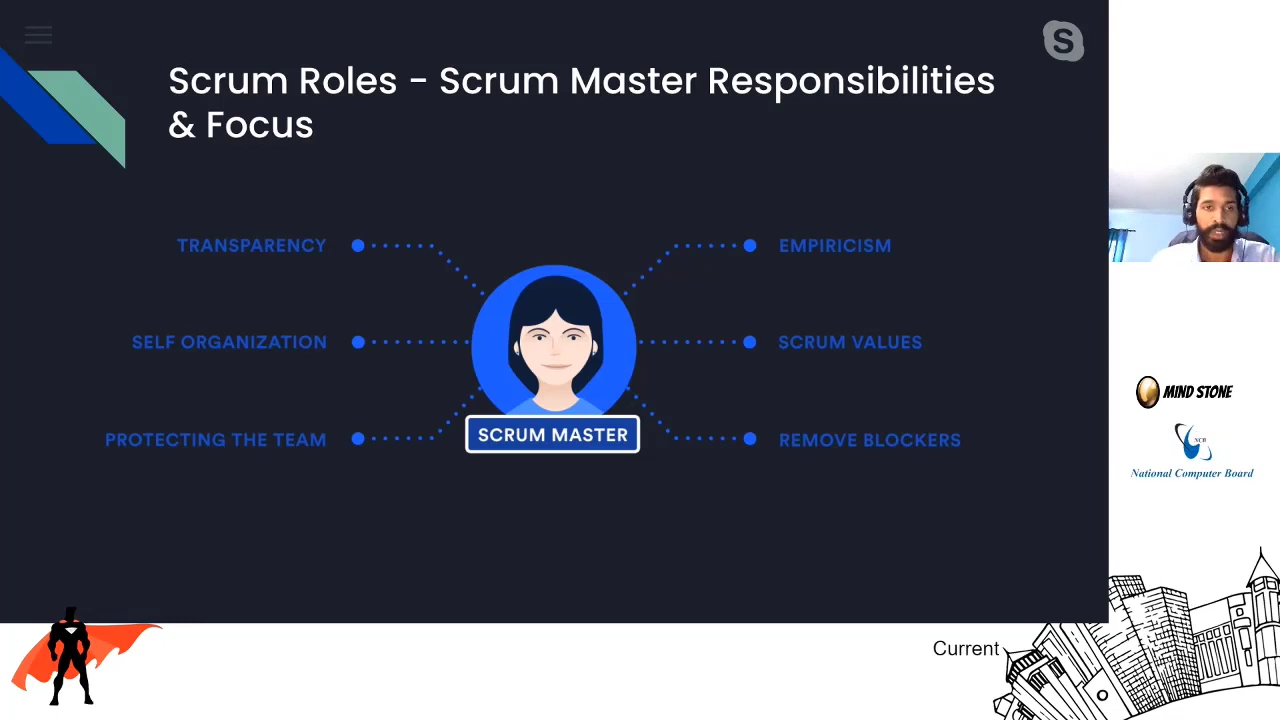 S
Scrum Roles - Scrum Master Responsibilities
& Focus
TRANSPARENCY
EMPIRICISM
SELF ORGANIZATION
SCRUM VALUES
PROTECTING THE TEAM
SCRUM MASTER
REMOVE BLOCKERS
MIND STONE
NCB
National Computer Board
Current